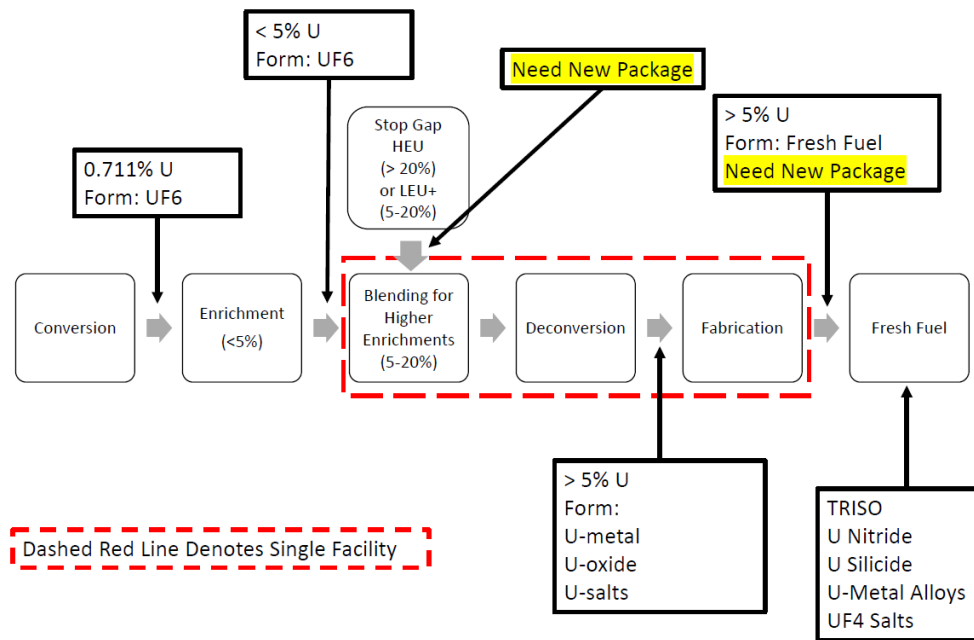 < 5% U
Form: UF6
Need New Package
> 5% U
Form: Fresh Fuel
Need New Package
Stop Gap
HEU
(> 20%)
or LEU+
(5-20%)
0.711% U
Form: UF6
Conversion
Enrichment
(<5%)
Blending for
Higher
Enrichments
(5-20%)
Deconversion
Fabrication
Fresh Fuel
> 5% U
Form:
U-metal
U-oxide
U-salts
TRISO
U Nitride
U Silicide
U-Metal Alloys
UF4 Salts
Dashed Red Line Denotes Single Facility